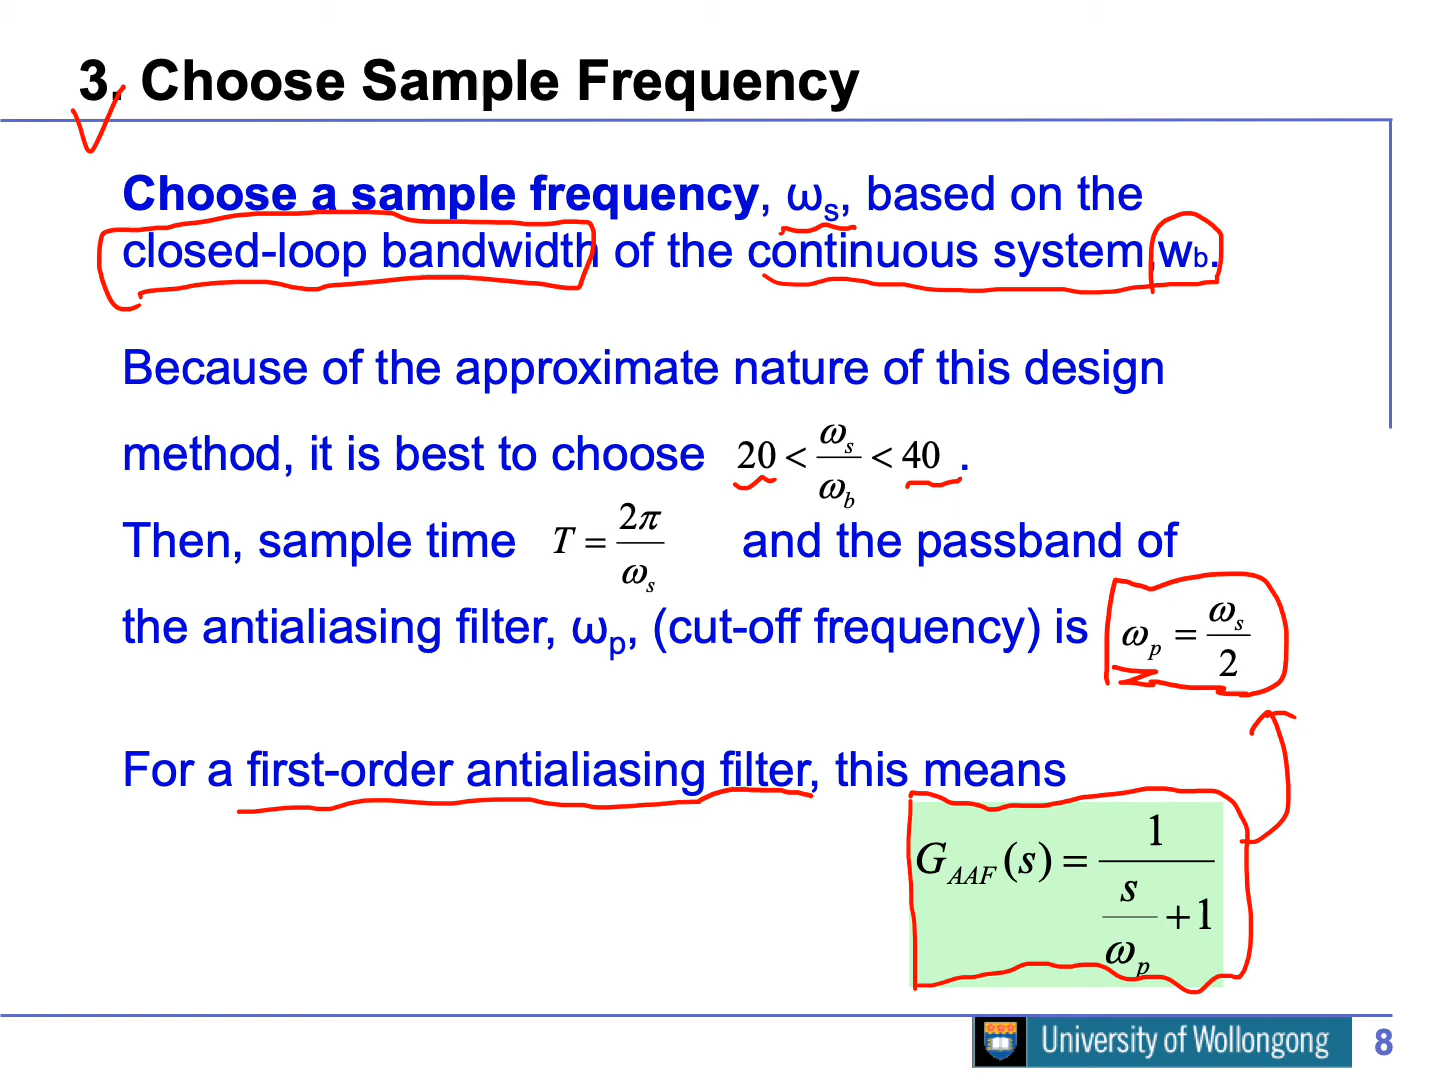 3. Choose Sample Frequency
Choose a sample frequency, ωs, based on the
closed-loop bandwidth of the continuous system wb.
Because of the approximate nature of this design
method, it is best to choose 20 < ωs/ωb < 40 .
Then, sample time T = 2π/ωs and the passband of
the antialiasing filter, ωp, (cut-off frequency) is ωp = ωs/2
For a first-order antialiasing filter, this means
G_AAF(s) = 1/(s/ωp + 1)
University of Wollongong 8